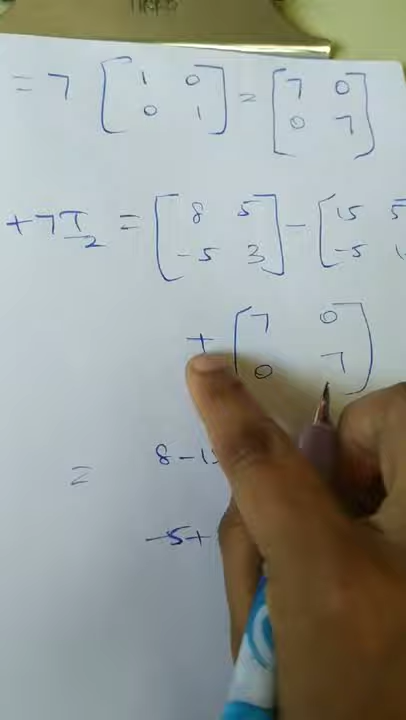 = 7 [1 0 0 1] = [7 0 0 7]
+7I2 = [8 5 -5 3] - [15 5 -5
+ [7 0 0 7]
= 8-1
-5+